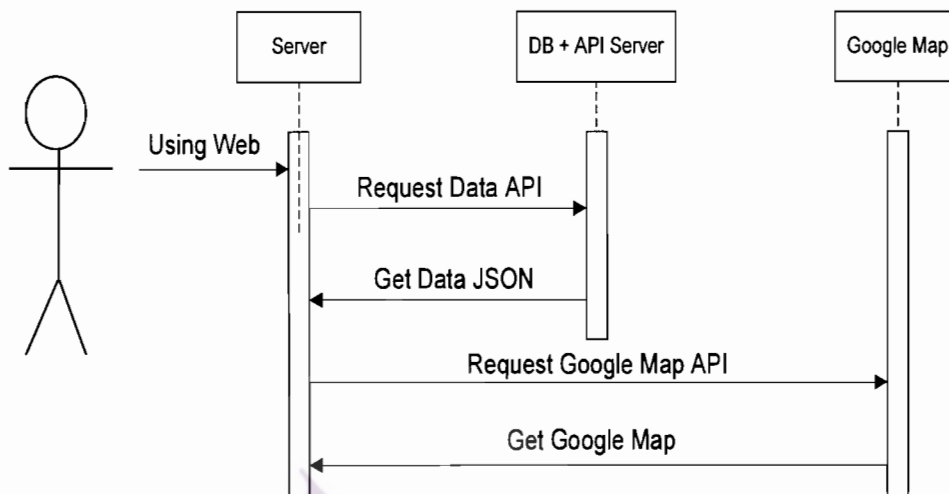 Server
DB + API Server
Google Map
Using Web
Request Data API
Get Data JSON
Request Google Map API
Get Google Map